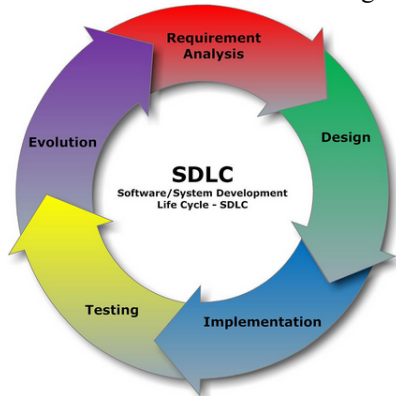 Requirement
Analysis
Design
Implementation
Testing
Evolution
SDLC
Software/System Development
Life Cycle - SDLC